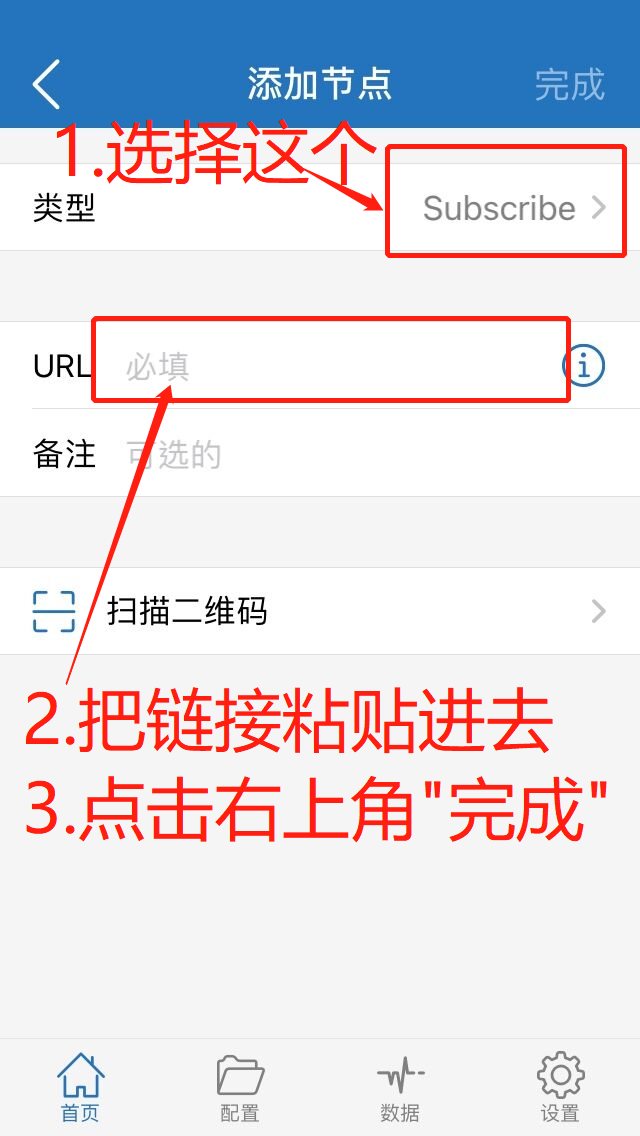 添加节点
完成
1.选择这个
类型
Subscribe
URL
必填
备注
可选的
扫描二维码
2.把链接粘贴进去
3.点击右上角"完成"
首页
配置
数据
设置